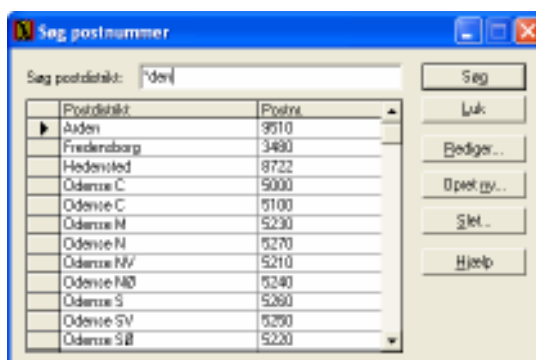 Søg postnummer
Søg postdistrikt: *den Søg
Luk
Rediger...
Opret ny...
Slet...
Hjælp
Postdistrikt Postnr.
Arden 9510
Fredensborg 3480
Hedensted 8722
Odense C 5000
Odense C 5100
Odense M 5230
Odense N 5270
Odense NV 5210
Odense NØ 5240
Odense S 5260
Odense SV 5250
Odense SØ 5220